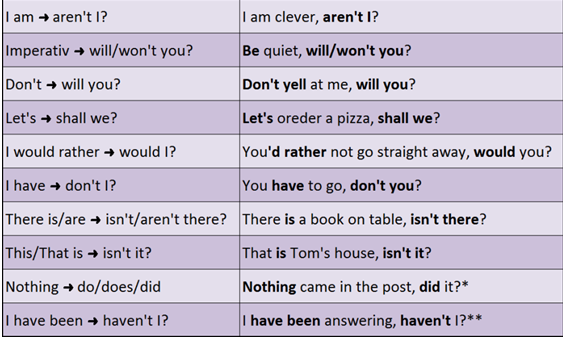 I am ➜ aren't I? I am clever, aren't I?
Imperativ ➜ will/won't you? Be quiet, will/won't you?
Don't ➜ will you? Don't yell at me, will you?
Let's ➜ shall we? Let's oreder a pizza, shall we?
I would rather ➜ would I? You'd rather not go straight away, would you?
I have ➜ don't I? You have to go, don't you?
There is/are ➜ isn't/aren't there? There is a book on table, isn't there?
This/That is ➜ isn't it? That is Tom's house, isn't it?
Nothing ➜ do/does/did Nothing came in the post, did it?*
I have been ➜ haven't I? I have been answering, haven't I?**